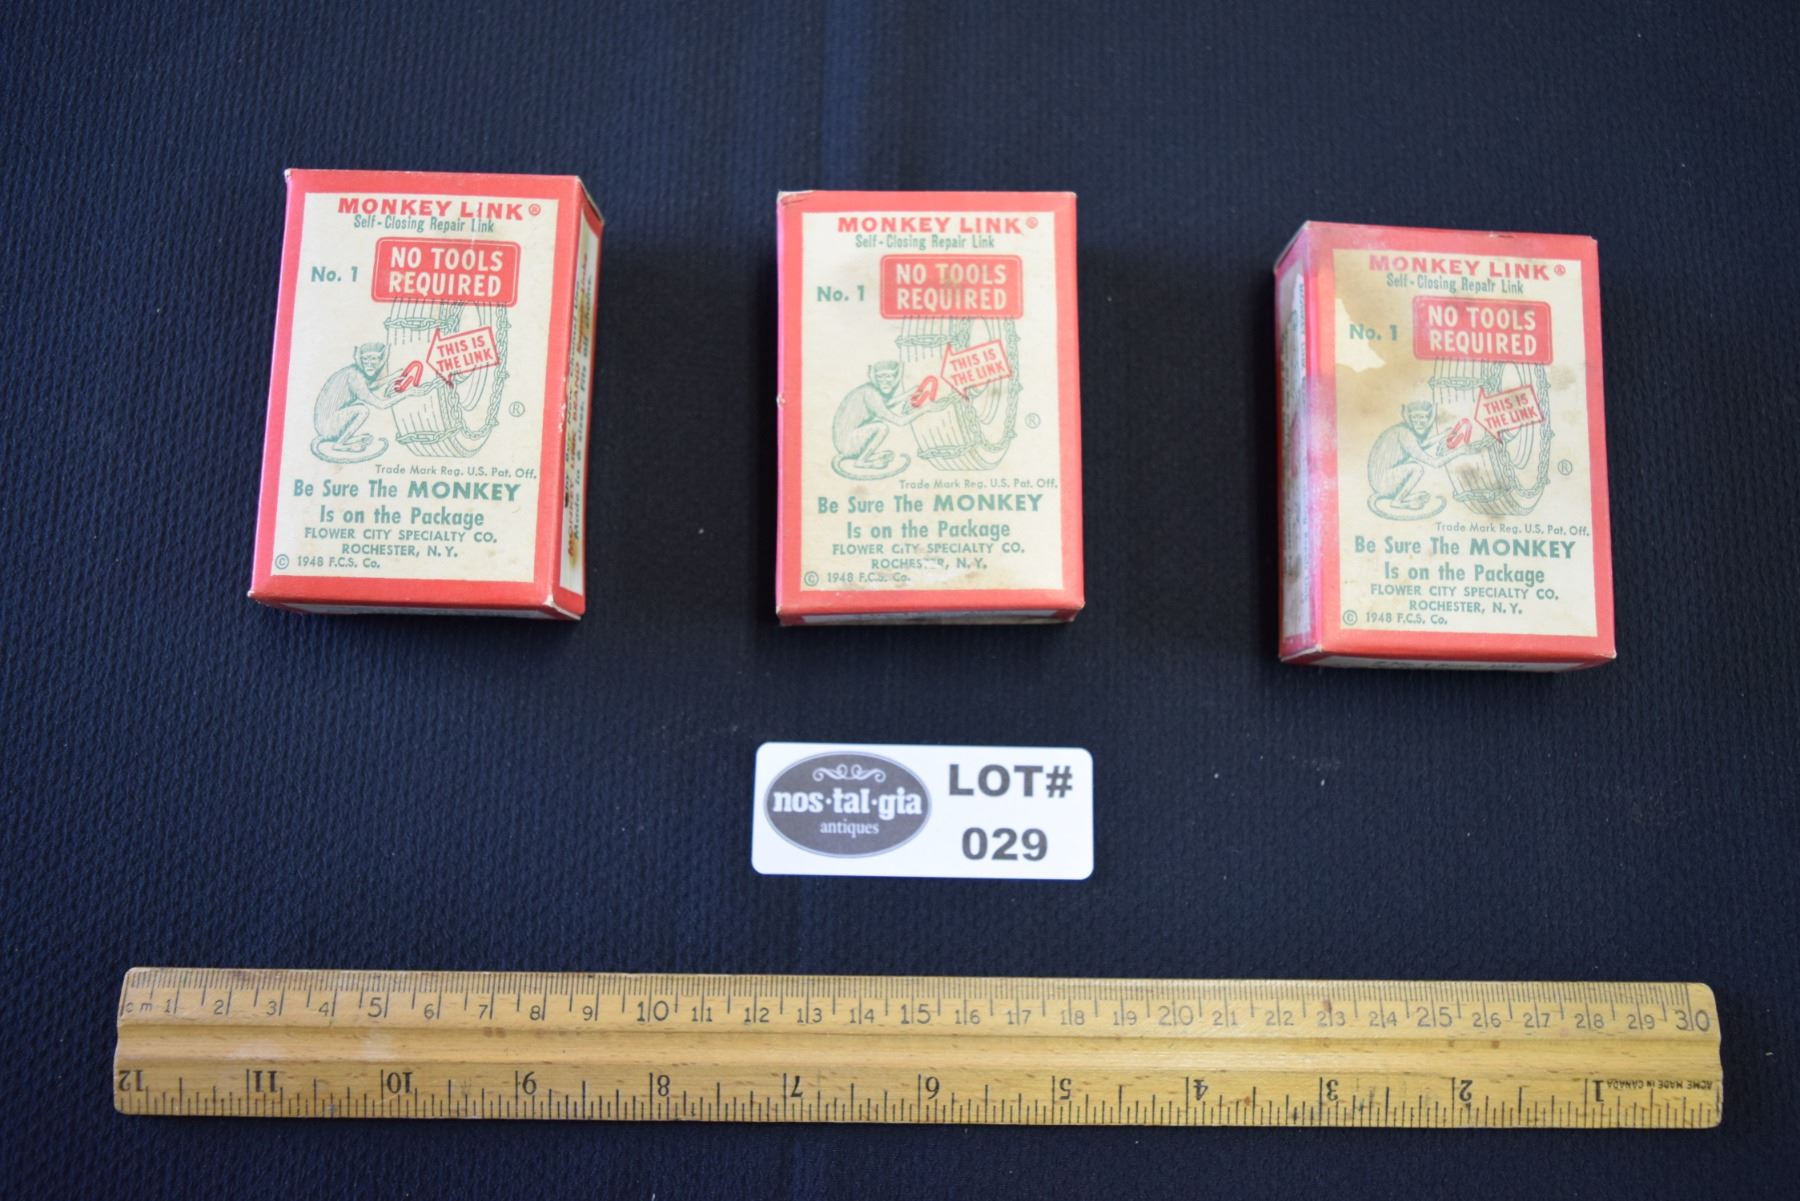 MONKEY LINK®
Self-Closing Repair Link
No. 1
NO TOOLS
REQUIRED
THIS IS
THE LINK
®
Trade Mark Reg. U.S. Pat. Off.
Be Sure The MONKEY
Is on the Package
FLOWER CITY SPECIALTY CO.
ROCHESTER, N. Y.
© 1948 F.C.S. Co.
MONKEY LINK®
Self-Closing Repair Link
No. 1
NO TOOLS
REQUIRED
THIS IS
THE LINK
®
Trade Mark Reg. U.S. Pat. Off.
Be Sure The MONKEY
Is on the Package
FLOWER CITY SPECIALTY CO.
ROCHESTER, N. Y.
© 1948 F.C.S. Co.
MONKEY LINK®
Self-Closing Repair Link
No. 1
NO TOOLS
REQUIRED
THIS IS
THE LINK
®
Trade Mark Reg. U.S. Pat. Off.
Be Sure The MONKEY
Is on the Package
FLOWER CITY SPECIALTY CO.
ROCHESTER, N. Y.
© 1948 F.C.S. Co.
nos·tal·gia
antiques
LOT#
029
cm 1 2 3 4 5 6 7 8 9 10 11 12 13 14 15 16 17 18 19 20 21 22 23 24 25 26 27 28 29 30
12 11 10 9 8 7 6 5 4 3 2 1 ACME MADE IN CANADA